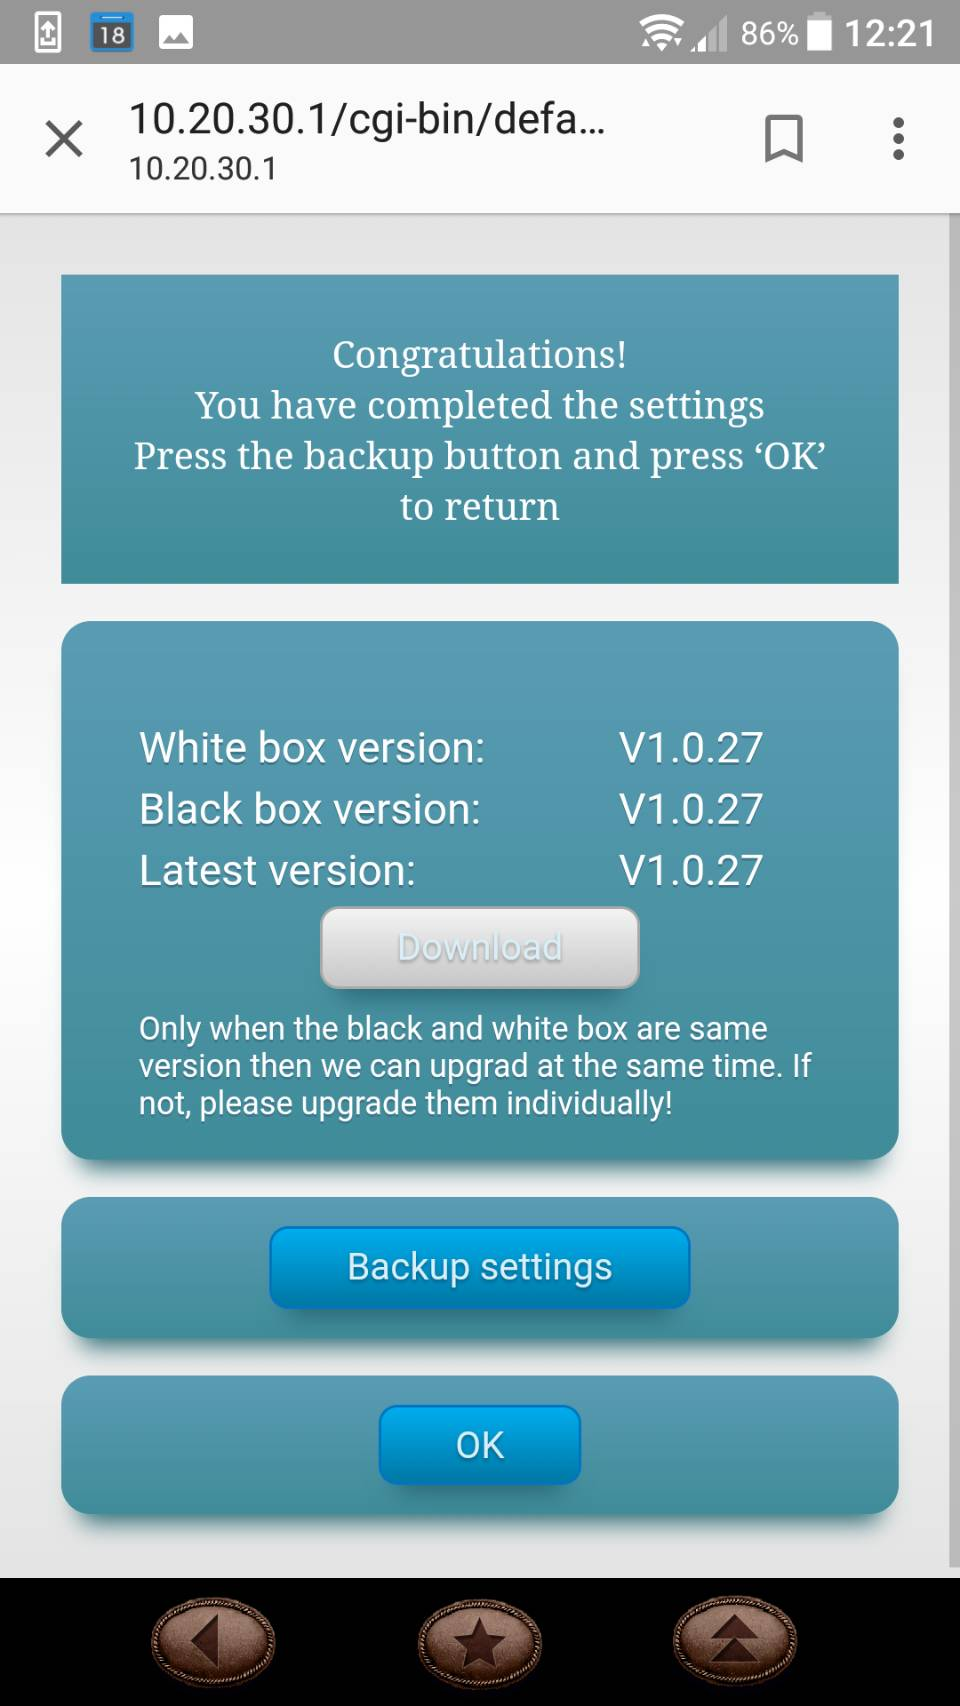 18
86%
12:21
10.20.30.1/cgi-bin/defa...
10.20.30.1
Congratulations!
You have completed the settings
Press the backup button and press ‘OK’
to return
White box version: V1.0.27
Black box version: V1.0.27
Latest version: V1.0.27
Download
Only when the black and white box are same
version then we can upgrad at the same time. If
not, please upgrade them individually!
Backup settings
OK